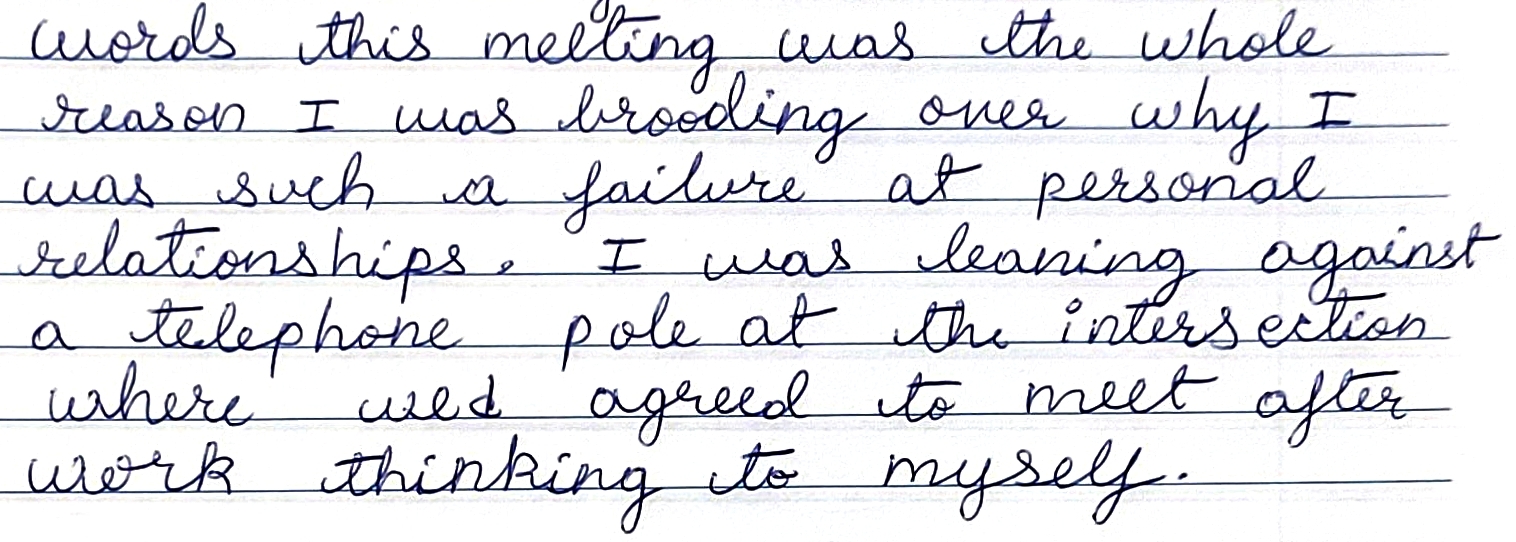 words this meeting was the whole
reason I was brooding over why I
was such a failure at personal
relationships. I was leaning against
a telephone pole at the intersection
where wed agreed to meet after
work thinking to myself.